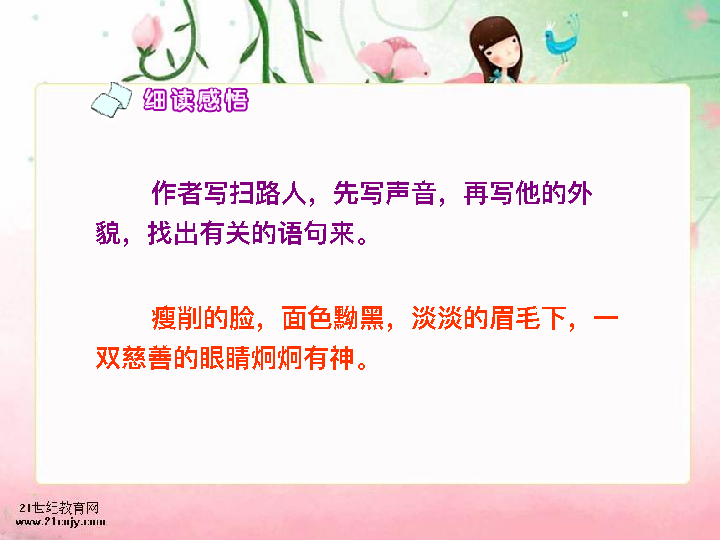 细读感悟
作者写扫路人，先写声音，再写他的外
貌，找出有关的语句来。
瘦削的脸，面色黝黑，淡淡的眉毛下，一
双慈善的眼睛炯炯有神。
21世纪教育网
www.21cnjy.com